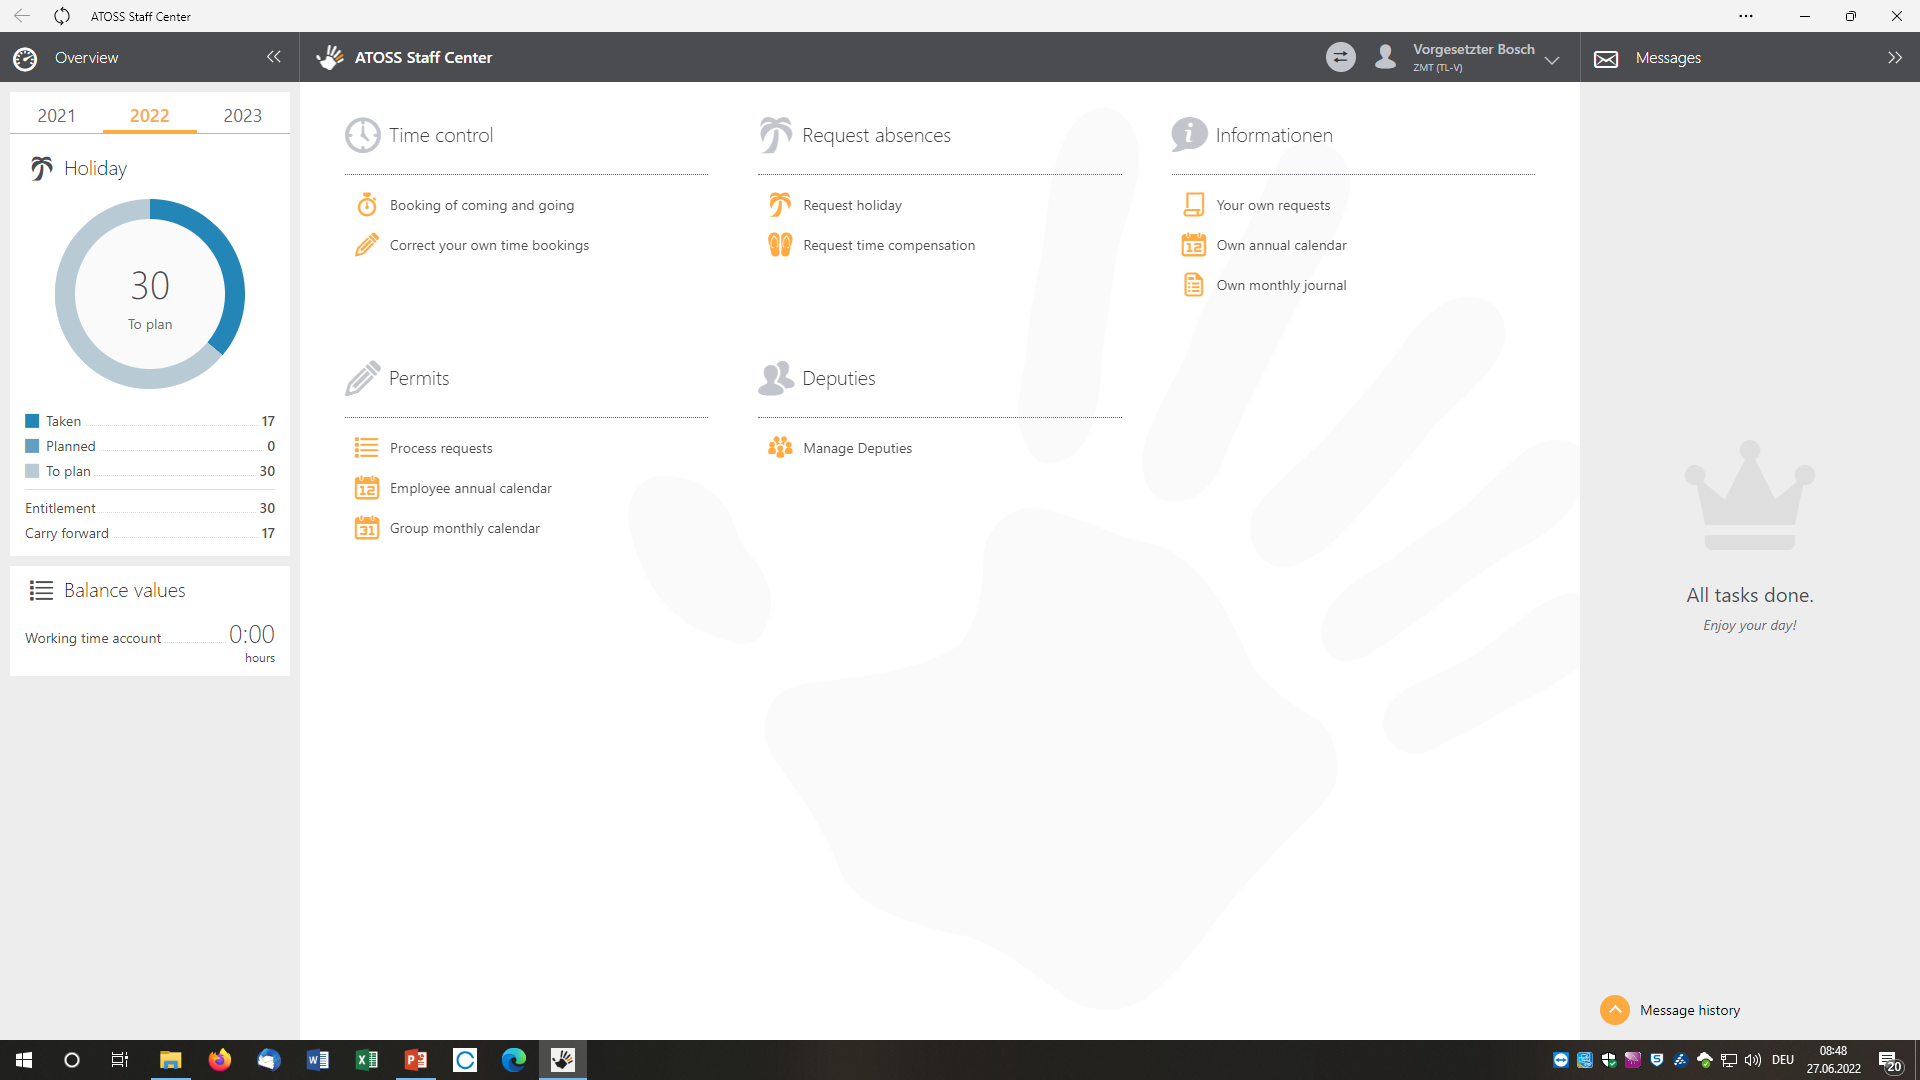 ATOSS Staff Center
Overview
ATOSS Staff Center
Vorgesetzter Bosch
ZMT (TL-V)
Messages
2021 2022 2023
Holiday
30
To plan
Taken 17
Planned 0
To plan 30
Entitlement 30
Carry forward 17
Balance values
Working time account 0:00
hours
Time control
Booking of coming and going
Correct your own time bookings
Request absences
Request holiday
Request time compensation
Informationen
Your own requests
12 Own annual calendar
Own monthly journal
Permits
Process requests
12 Employee annual calendar
31 Group monthly calendar
Deputies
Manage Deputies
All tasks done.
Enjoy your day!
Message history
DEU
08:48
27.06.2022
20